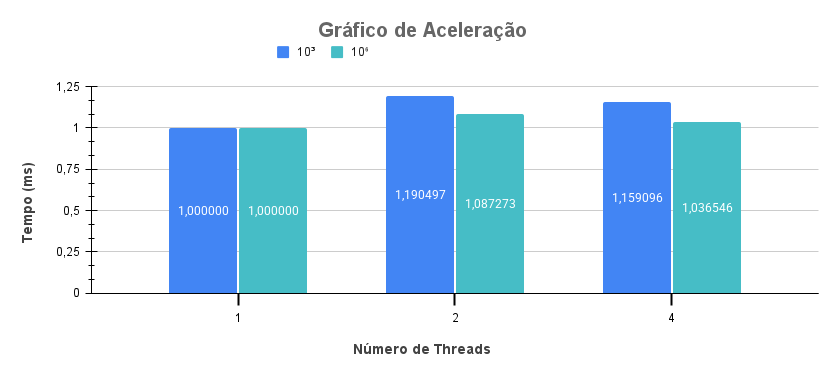 Gráfico de Aceleração
10³ 10⁶
Tempo (ms)
1,25
1
0,75
0,5
0,25
0
1,000000 1,000000 1,190497 1,087273 1,159096 1,036546
1 2 4
Número de Threads